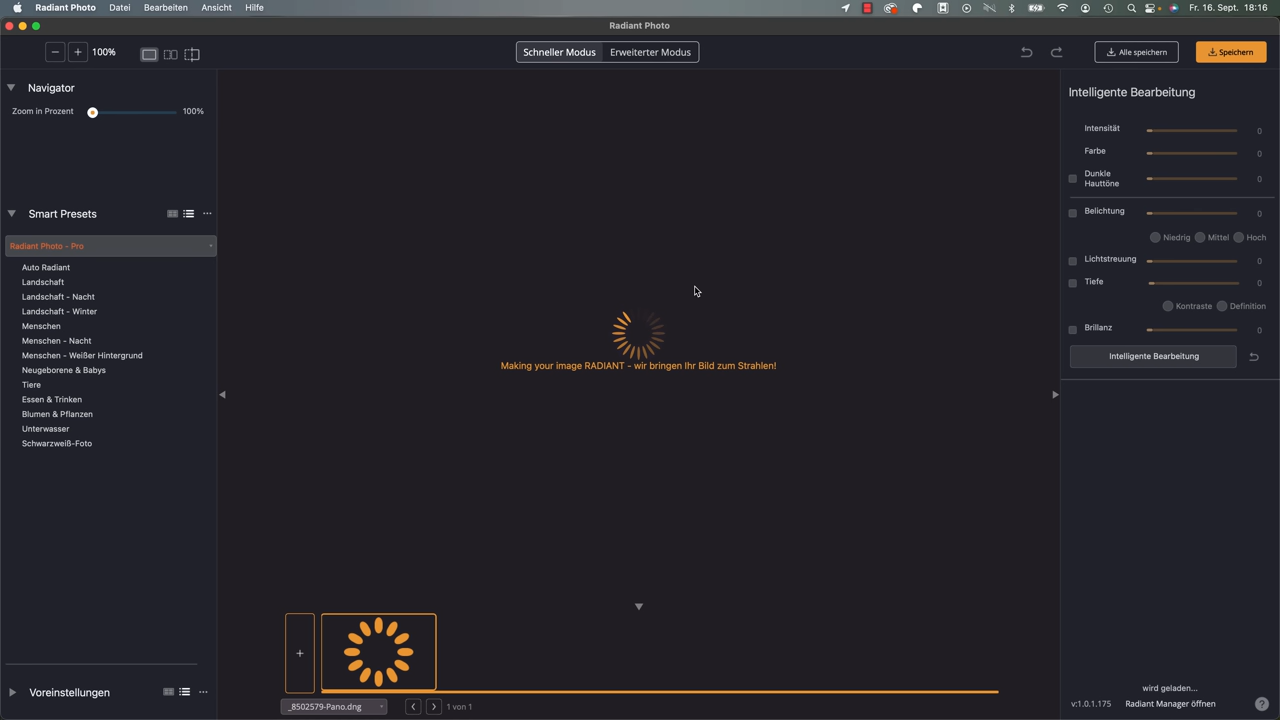 Radiant Photo Datei Bearbeiten Ansicht Hilfe Fr. 16. Sept. 18:16
Radiant Photo
100% Schneller Modus Erweiterter Modus Alle speichern Speichern
Navigator
Zoom in Prozent 100%
Smart Presets
Radiant Photo - Pro
Auto Radiant
Landschaft
Landschaft - Nacht
Landschaft - Winter
Menschen
Menschen - Nacht
Menschen - Weißer Hintergrund
Neugeborene & Babys
Tiere
Essen & Trinken
Blumen & Pflanzen
Unterwasser
Schwarzweiß-Foto
Voreinstellungen
Making your image RADIANT - wir bringen Ihr Bild zum Strahlen!
_8502579-Pano.dng 1 von 1
Intelligente Bearbeitung
Intensität 0
Farbe 0
Dunkle
Hauttöne 0
Belichtung 0
Niedrig Mittel Hoch
Lichtstreuung 0
Tiefe 0
Kontraste Definition
Brillanz 0
Intelligente Bearbeitung
wird geladen...
v:1.0.1.175 Radiant Manager öffnen ?